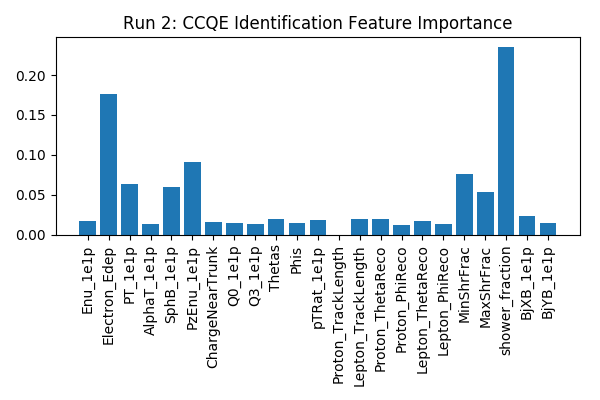 Run 2: CCQE Identification Feature Importance
0.20
0.15
0.10
0.05
0.00
Enu_1e1p
Electron_Edep
PT_1e1p
AlphaT_1e1p
SphB_1e1p
PzEnu_1e1p
ChargeNearTrunk
Q0_1e1p
Q3_1e1p
Thetas
Phis
pTRat_1e1p
Proton_TrackLength
Lepton_TrackLength
Proton_ThetaReco
Proton_PhiReco
Lepton_ThetaReco
Lepton_PhiReco
MinShrFrac
MaxShrFrac
shower_fraction
BjXB_1e1p
BjYB_1e1p